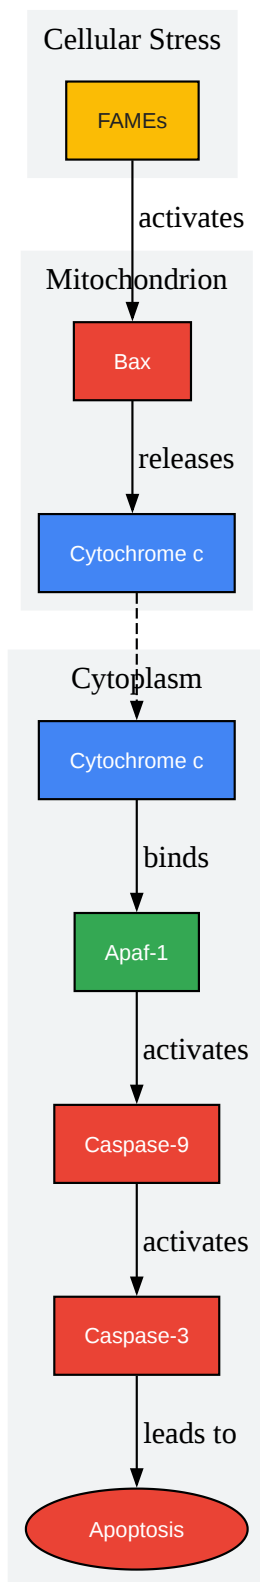 Cellular Stress
FAMEs
activates
Mitochondrion
Bax
releases
Cytochrome c
Cytoplasm
Cytochrome c
binds
Apaf-1
activates
Caspase-9
activates
Caspase-3
leads to
Apoptosis